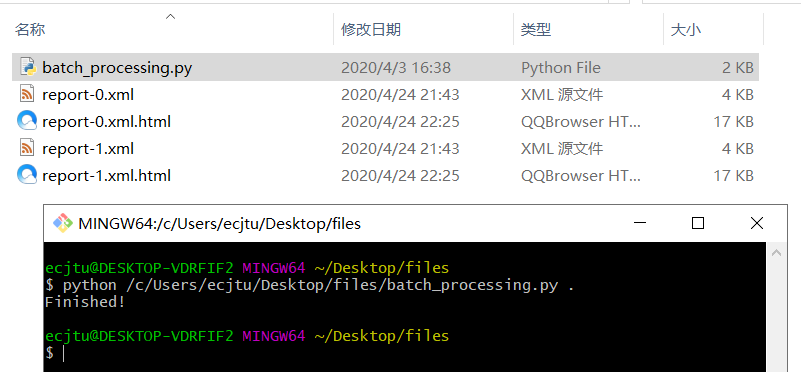 名称 修改日期 类型 大小
batch_processing.py 2020/4/3 16:38 Python File 2 KB
report-0.xml 2020/4/24 21:43 XML 源文件 4 KB
report-0.xml.html 2020/4/24 22:25 QQBrowser HT... 17 KB
report-1.xml 2020/4/24 21:43 XML 源文件 4 KB
report-1.xml.html 2020/4/24 22:25 QQBrowser HT... 17 KB
MINGW64:/c/Users/ecjtu/Desktop/files
ecjtu@DESKTOP-VDRFIF2 MINGW64 ~/Desktop/files
$ python /c/Users/ecjtu/Desktop/files/batch_processing.py .
Finished!
ecjtu@DESKTOP-VDRFIF2 MINGW64 ~/Desktop/files
$